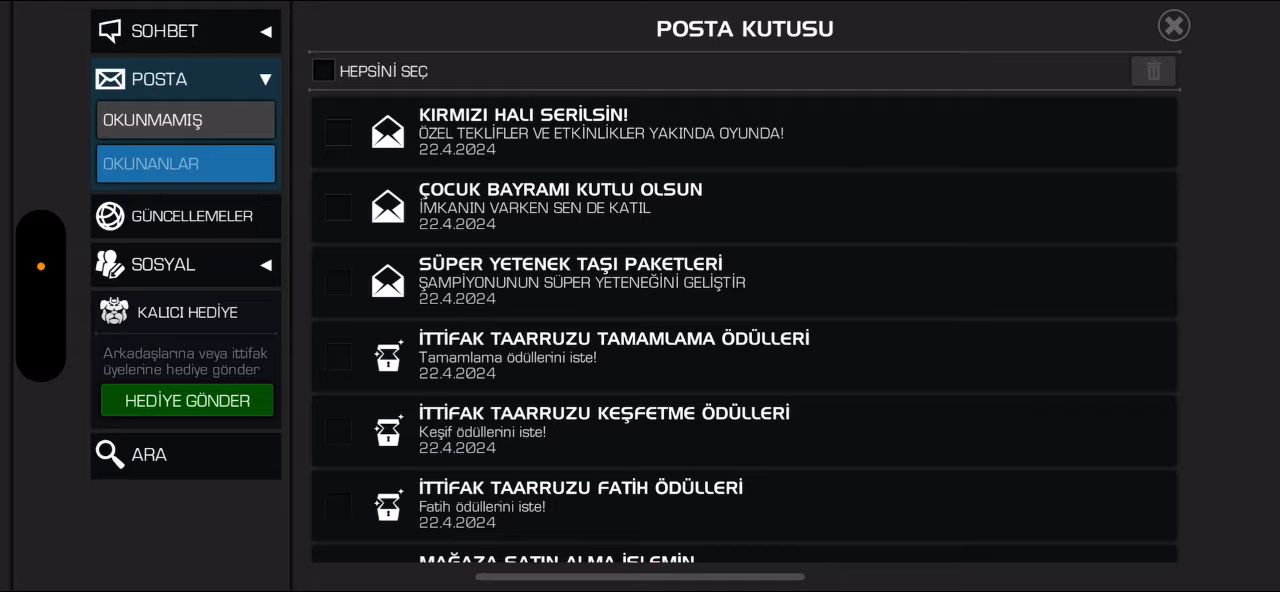 SOHBET
POSTA
OKUNMAMIŞ
OKUNANLAR
GÜNCELLEMELER
SOSYAL
KALICI HEDİYE
Arkadaşlarına veya ittifak
üyelerine hediye gönder
HEDİYE GÖNDER
ARA
POSTA KUTUSU
HEPSİNİ SEÇ
KIRMIZI HALI SERİLSİN!
ÖZEL TEKLİFLER VE ETKİNLİKLER YAKINDA OYUNDA!
22.4.2024
ÇOCUK BAYRAMI KUTLU OLSUN
İMKANIN VARKEN SEN DE KATIL
22.4.2024
SÜPER YETENEK TAŞI PAKETLERİ
ŞAMPİYONUNUN SÜPER YETENEĞİNİ GELİŞTİR
22.4.2024
İTTİFAK TAARRUZU TAMAMLAMA ÖDÜLLERİ
Tamamlama ödüllerini iste!
22.4.2024
İTTİFAK TAARRUZU KEŞFETME ÖDÜLLERİ
Keşif ödüllerini iste!
22.4.2024
İTTİFAK TAARRUZU FATİH ÖDÜLLERİ
Fatih ödüllerini iste!
22.4.2024
MAĞAZA SATIN ALMA İŞLEMİN